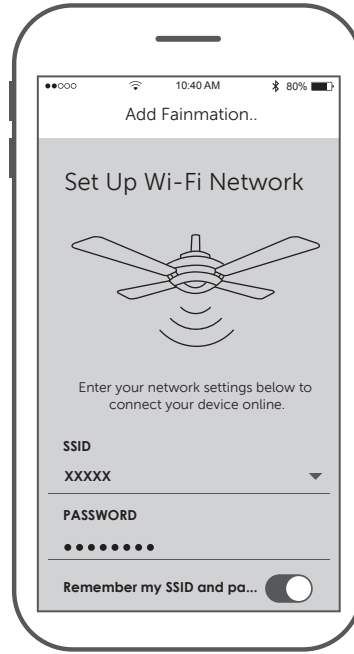 10:40 AM 80%
Add Fainmation..
Set Up Wi-Fi Network
Enter your network settings below to
connect your device online.
SSID
XXXXX
PASSWORD
●●●●●●●●
Remember my SSID and pa...